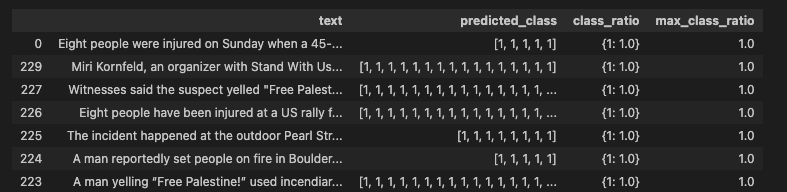 text predicted_class class_ratio max_class_ratio
0 Eight people were injured on Sunday when a 45-... [1, 1, 1, 1, 1] {1: 1.0} 1.0
229 Miri Kornfeld, an organizer with Stand With Us... [1, 1, 1, 1, 1, 1, 1, 1, 1, 1, 1, 1, 1, 1, 1, 1] {1: 1.0} 1.0
227 Witnesses said the suspect yelled "Free Palest... [1, 1, 1, 1, 1, 1, 1, 1, 1, 1, 1, 1, 1, 1, 1, ... {1: 1.0} 1.0
226 Eight people have been injured at a US rally f... [1, 1, 1, 1, 1, 1, 1, 1, 1, 1, 1, 1, 1, 1, 1, ... {1: 1.0} 1.0
225 The incident happened at the outdoor Pearl Str... [1, 1, 1, 1, 1, 1, 1, 1] {1: 1.0} 1.0
224 A man reportedly set people on fire in Boulder... [1, 1, 1, 1, 1] {1: 1.0} 1.0
223 A man yelling “Free Palestine!” used incendiar... [1, 1, 1, 1, 1, 1, 1, 1, 1, 1, 1, 1, 1, 1, 1, ... {1: 1.0} 1.0